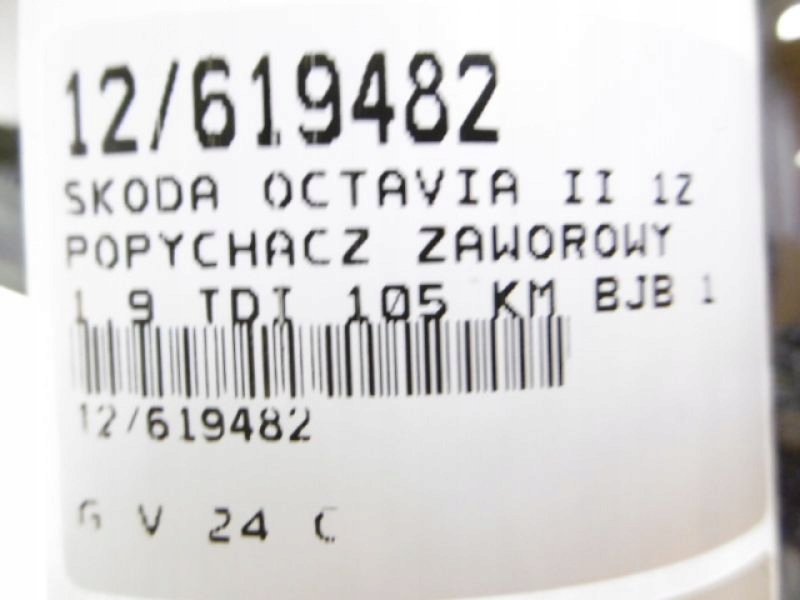 12/619482
SKODA OCTAVIA II 1Z
POPYCHACZ ZAWOROWY
1.9 TDI 105 KM BJB 1
12/619482
G V 24 C